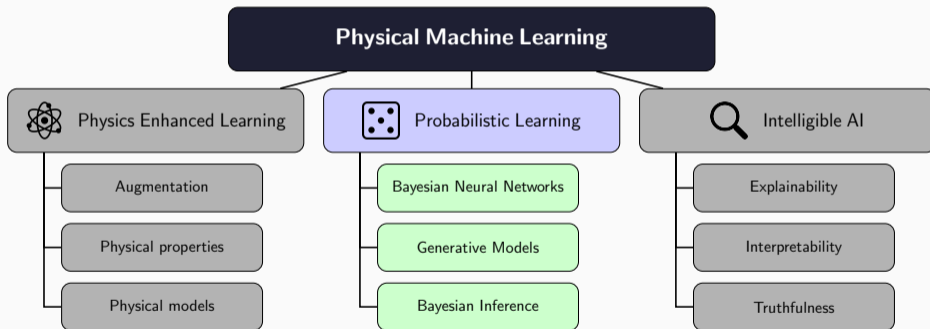 Physical Machine Learning
Physics Enhanced Learning
Augmentation
Physical properties
Physical models
Probabilistic Learning
Bayesian Neural Networks
Generative Models
Bayesian Inference
Intelligible AI
Explainability
Interpretability
Truthfulness